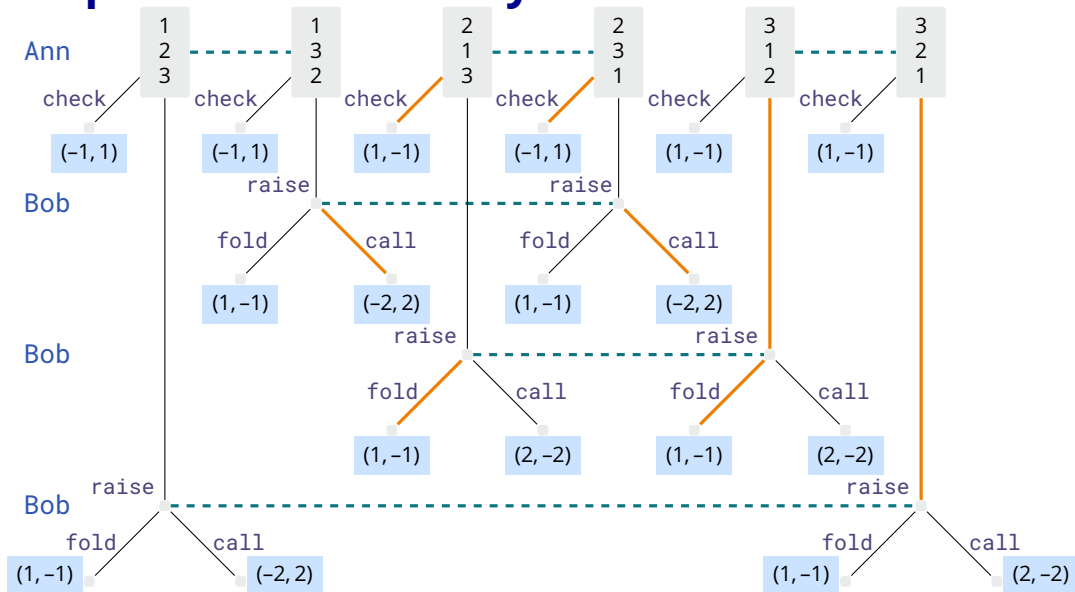 1 1 2 2 3 3
Ann 2 3 1 3 1 2
3 2 3 1 2 1
check check check check check check
(–1, 1) (–1, 1) (1, –1) (–1, 1) (1, –1) (1, –1)
raise raise
Bob
fold call fold call
(1, –1) (–2, 2) (1, –1) (–2, 2)
raise raise
Bob
fold call fold call
(1, –1) (2, –2) (1, –1) (2, –2)
raise raise
Bob
fold call fold call
(1, –1) (–2, 2) (1, –1) (2, –2)